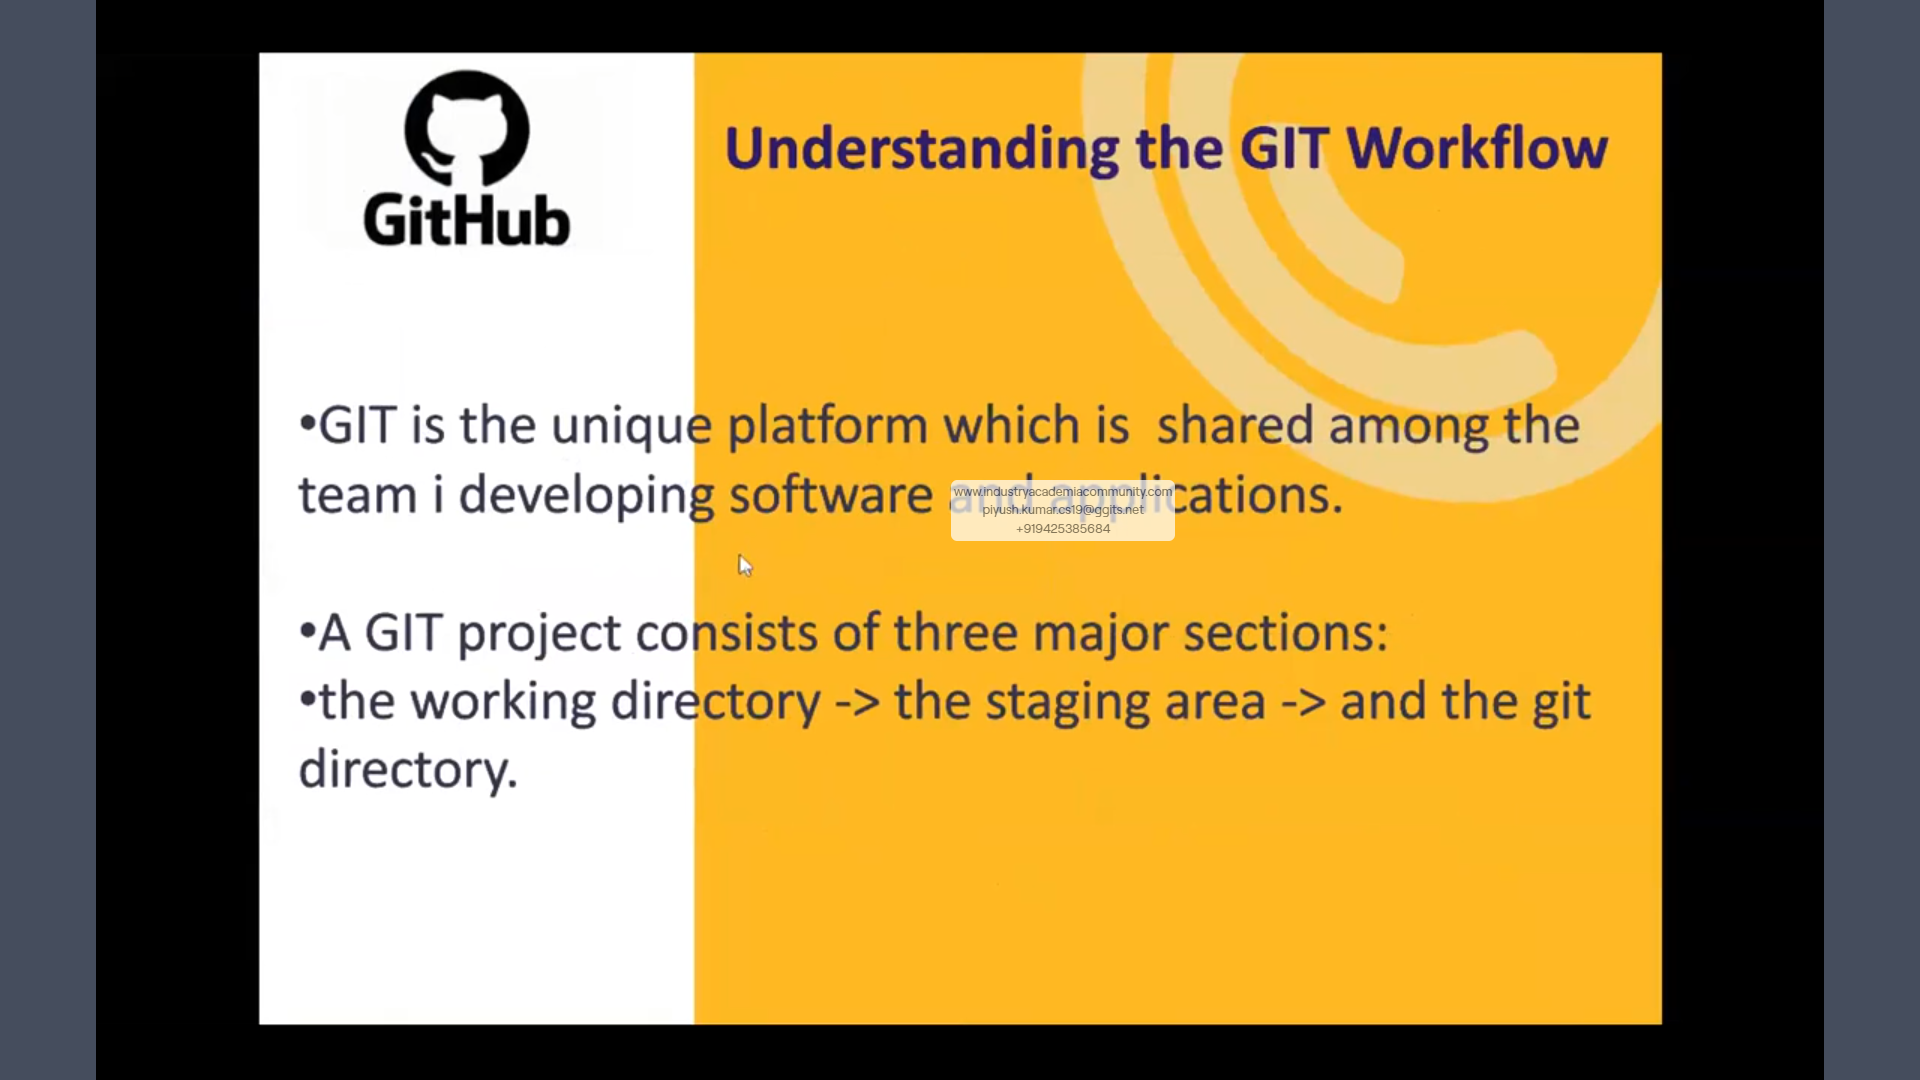 GitHub
Understanding the GIT Workflow
•GIT is the unique platform which is shared among the
team i developing software and applications.
www.industryacademiacommunity.com
piyush.kumar.cs19@ggits.net
+919425385684
•A GIT project consists of three major sections:
•the working directory -> the staging area -> and the git
directory.